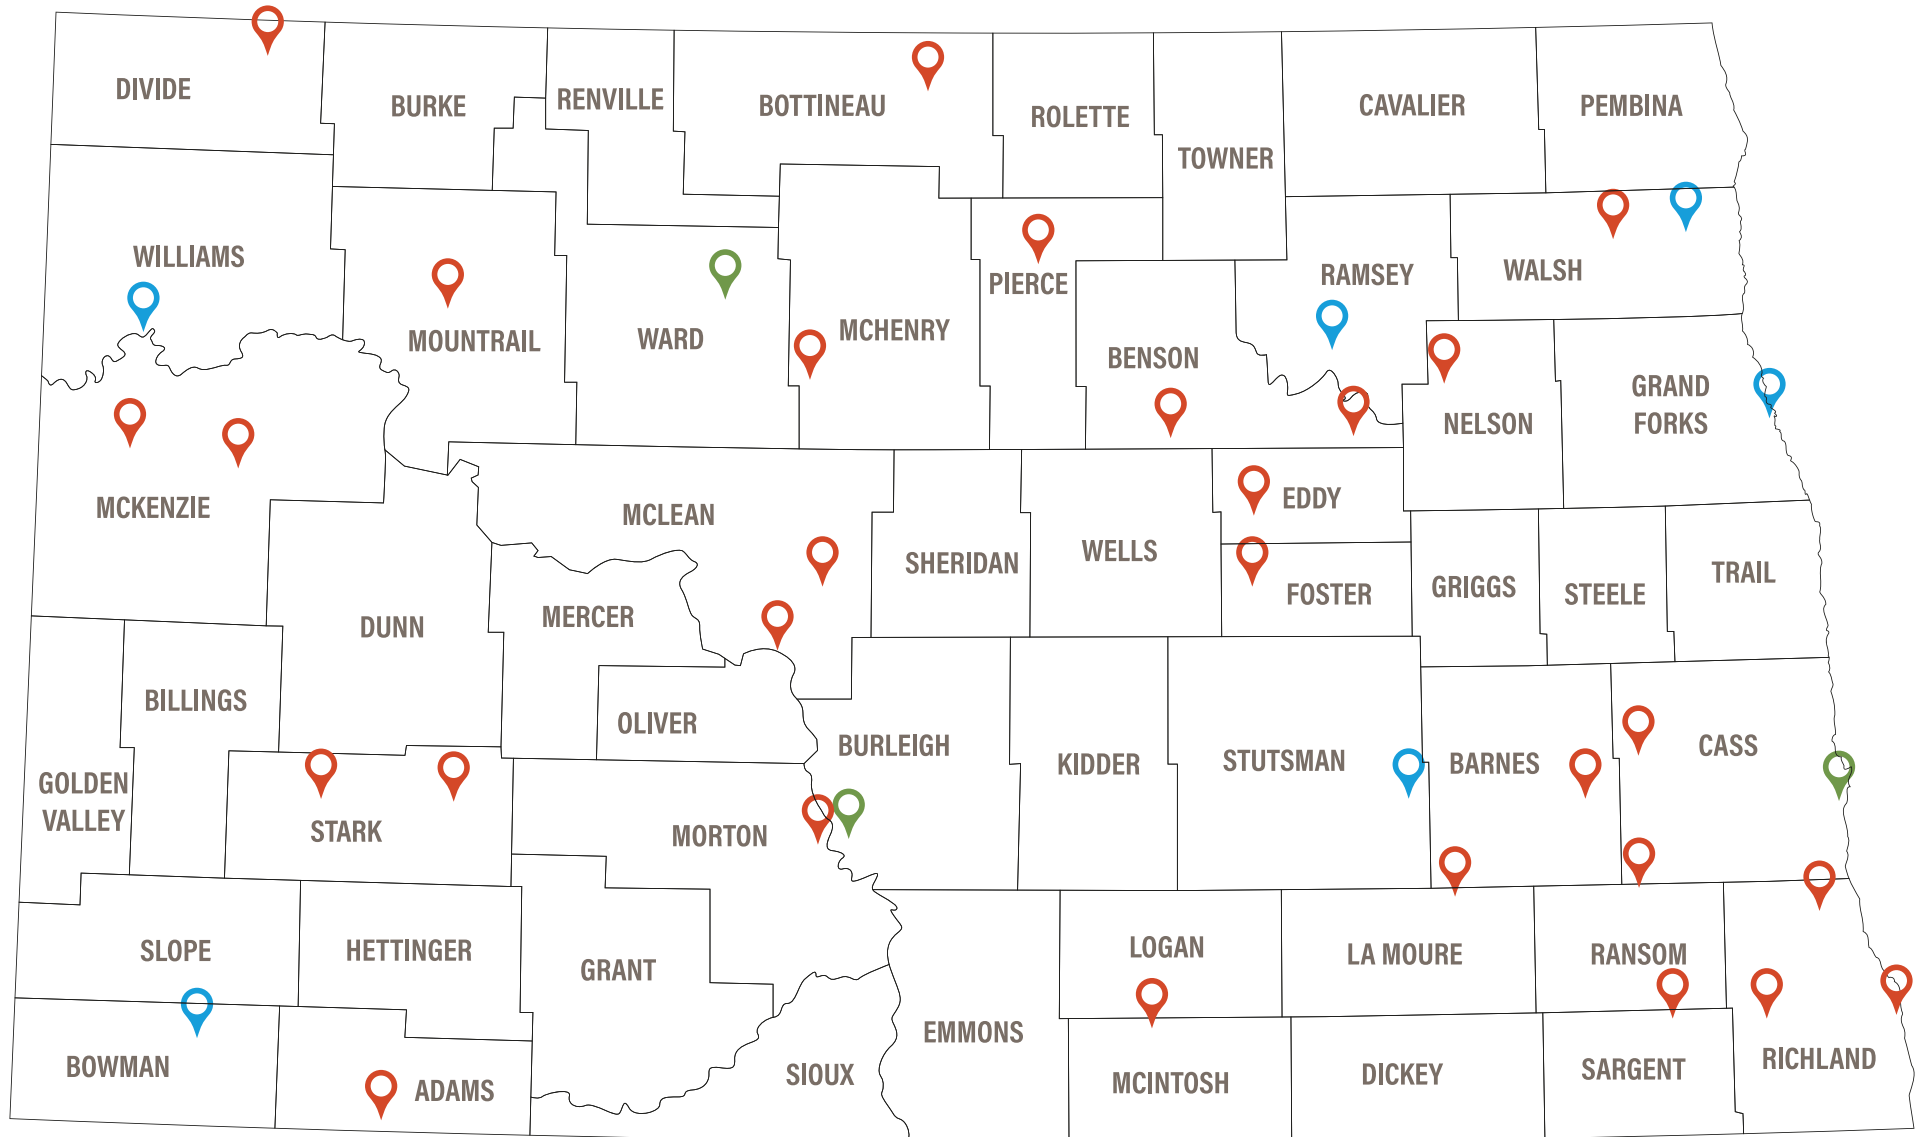 DIVIDE
BURKE
RENVILLE
BOTTINEAU
ROLETTE
TOWNER
CAVALIER
PEMBINA
WILLIAMS
MOUNTRAIL
WARD
MCHENRY
PIERCE
BENSON
RAMSEY
WALSH
NELSON
GRAND
FORKS
MCKENZIE
MCLEAN
SHERIDAN
WELLS
EDDY
FOSTER
GRIGGS
STEELE
TRAIL
DUNN
MERCER
OLIVER
BILLINGS
GOLDEN
VALLEY
STARK
MORTON
BURLEIGH
KIDDER
STUTSMAN
BARNES
CASS
SLOPE
HETTINGER
GRANT
LOGAN
LA MOURE
RANSOM
BOWMAN
ADAMS
SIOUX
EMMONS
MCINTOSH
DICKEY
SARGENT
RICHLAND